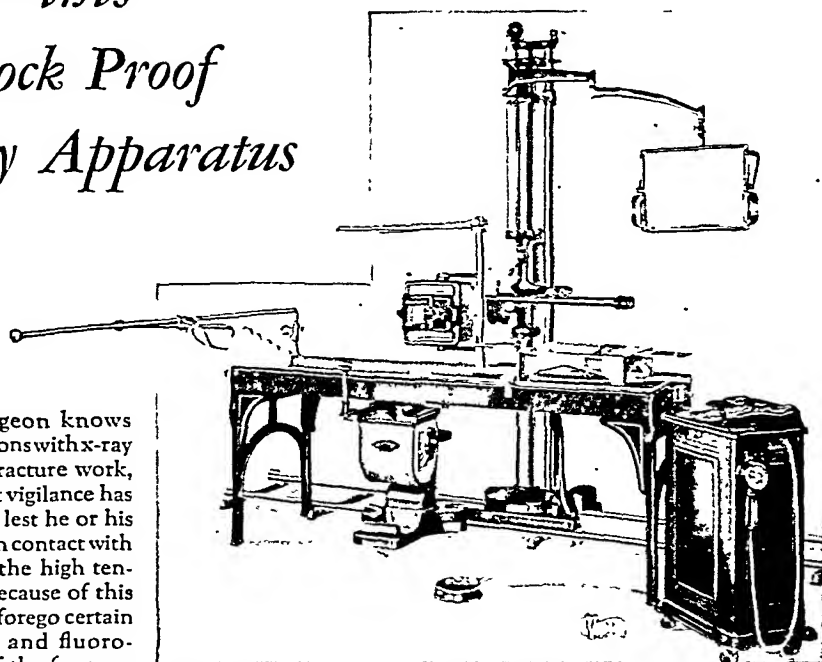 this
ock Proof
y Apparatus
geon knows
ons with x-ray
racture work,
t vigilance has
lest he or his
n contact with
the high ten-
ecause of this
forego certain
and fluoro-